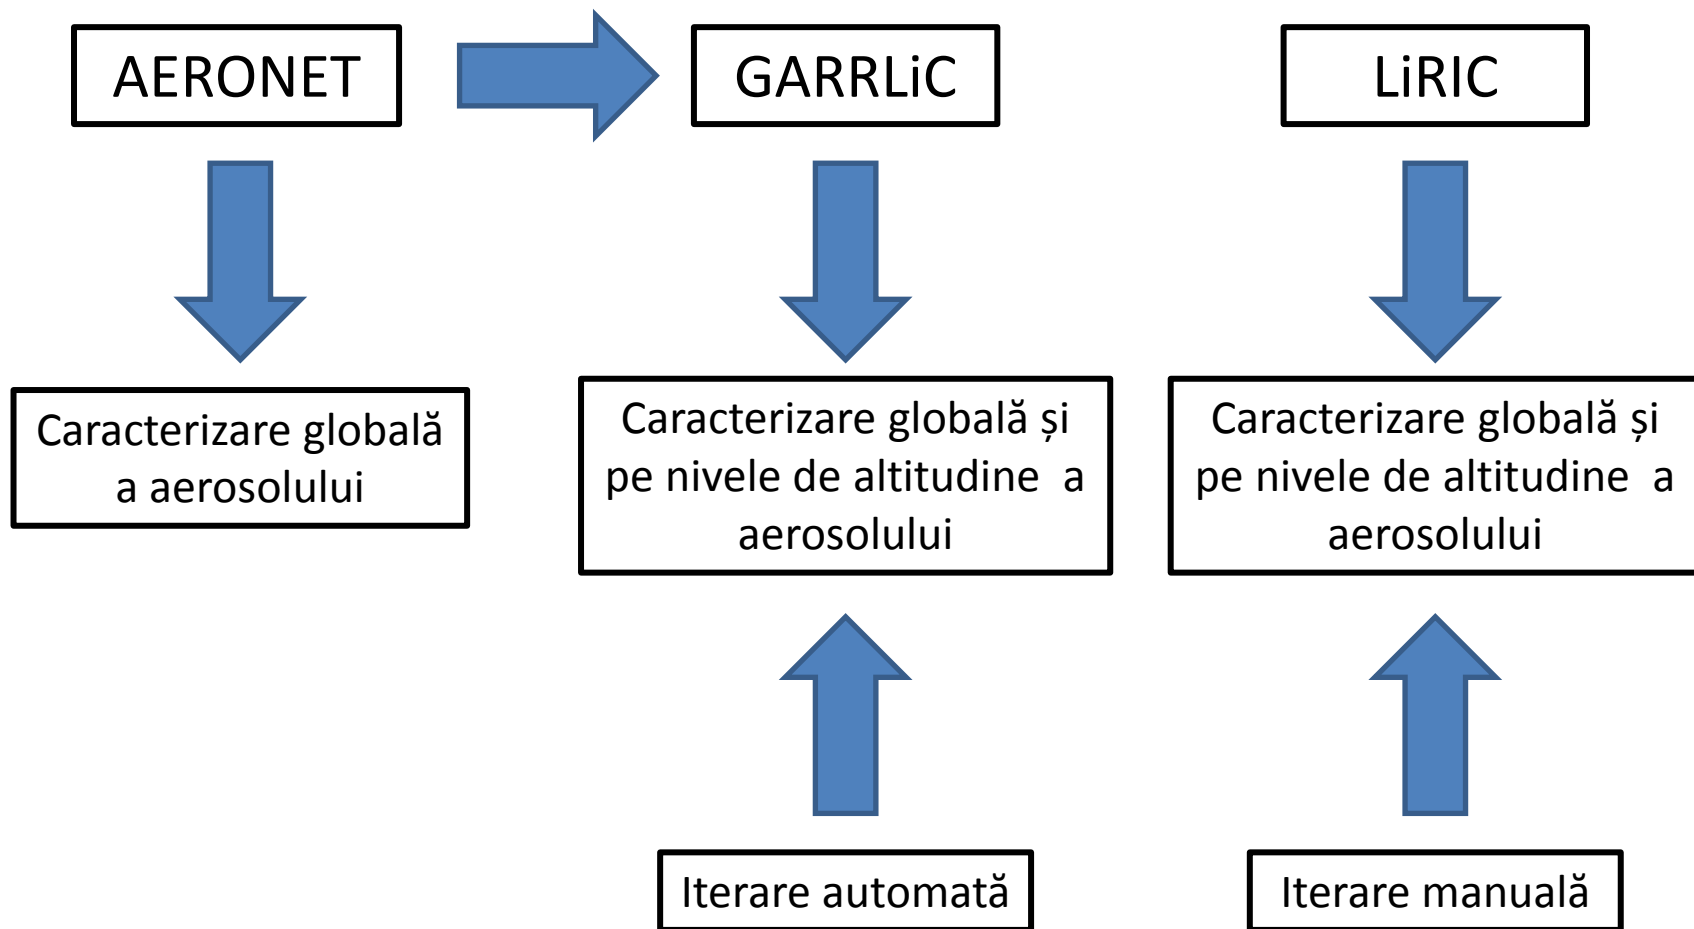 AERONET
GARRLiC
LiRIC
Caracterizare globală
a aerosolului
Caracterizare globală și
pe nivele de altitudine a
aerosolului
Caracterizare globală și
pe nivele de altitudine a
aerosolului
Iterare automată
Iterare manuală